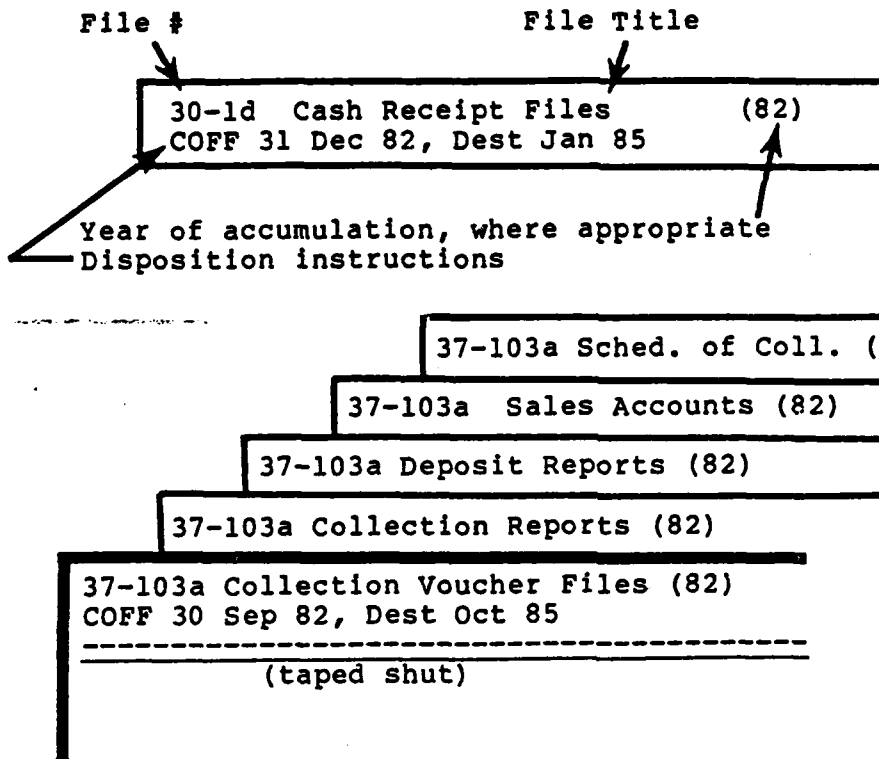 File # File Title
30-1d Cash Receipt Files (82)
COFF 31 Dec 82, Dest Jan 85
Year of accumulation, where appropriate
Disposition instructions
37-103a Sched. of Coll. (
37-103a Sales Accounts (82)
37-103a Deposit Reports (82)
37-103a Collection Reports (82)
37-103a Collection Voucher Files (82)
COFF 30 Sep 82, Dest Oct 85
(taped shut)